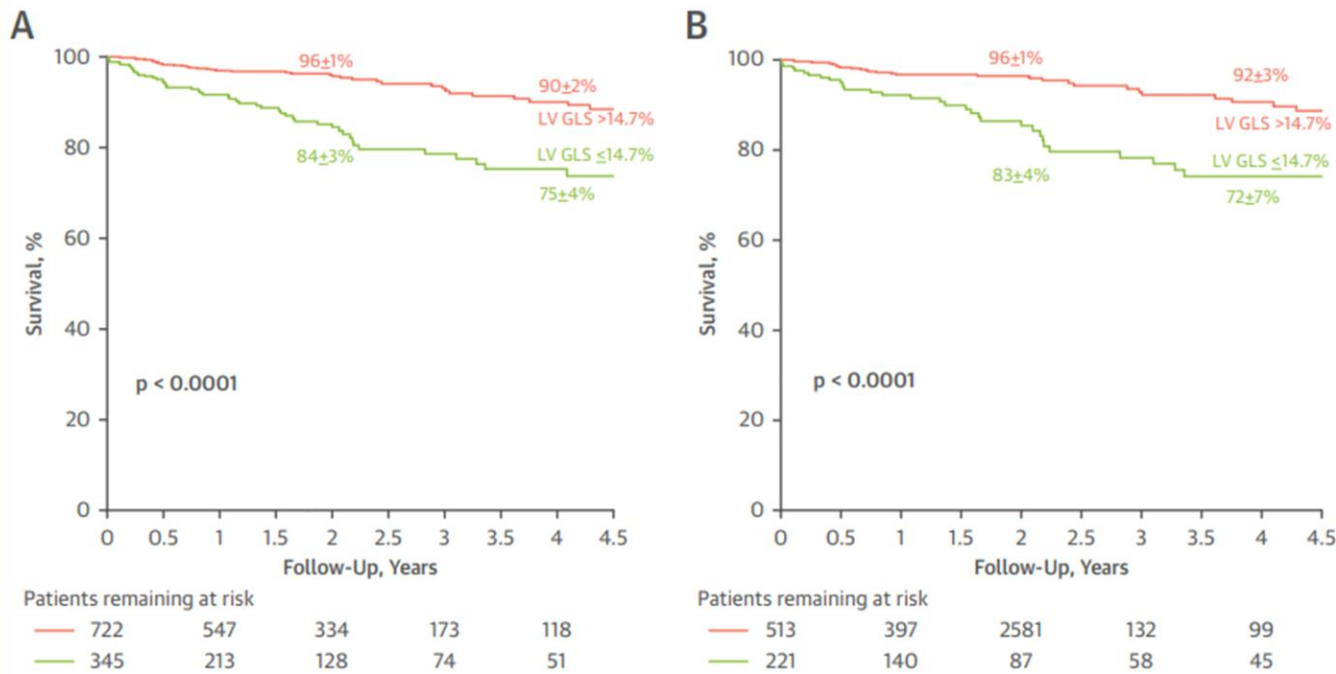 A
100
80
60
40
20
0
Survival, %
96±1%
90±2%
LV GLS >14.7%
LV GLS ≤14.7%
84±3%
75±4%
p < 0.0001
0 0.5 1 1.5 2 2.5 3 3.5 4 4.5
Follow-Up, Years
Patients remaining at risk
722 547 334 173 118
345 213 128 74 51
B
100
80
60
40
20
0
Survival, %
96±1%
92±3%
LV GLS >14.7%
LV GLS ≤14.7%
83±4%
72±7%
p < 0.0001
0 0.5 1 1.5 2 2.5 3 3.5 4 4.5
Follow-Up, Years
Patients remaining at risk
513 397 2581 132 99
221 140 87 58 45